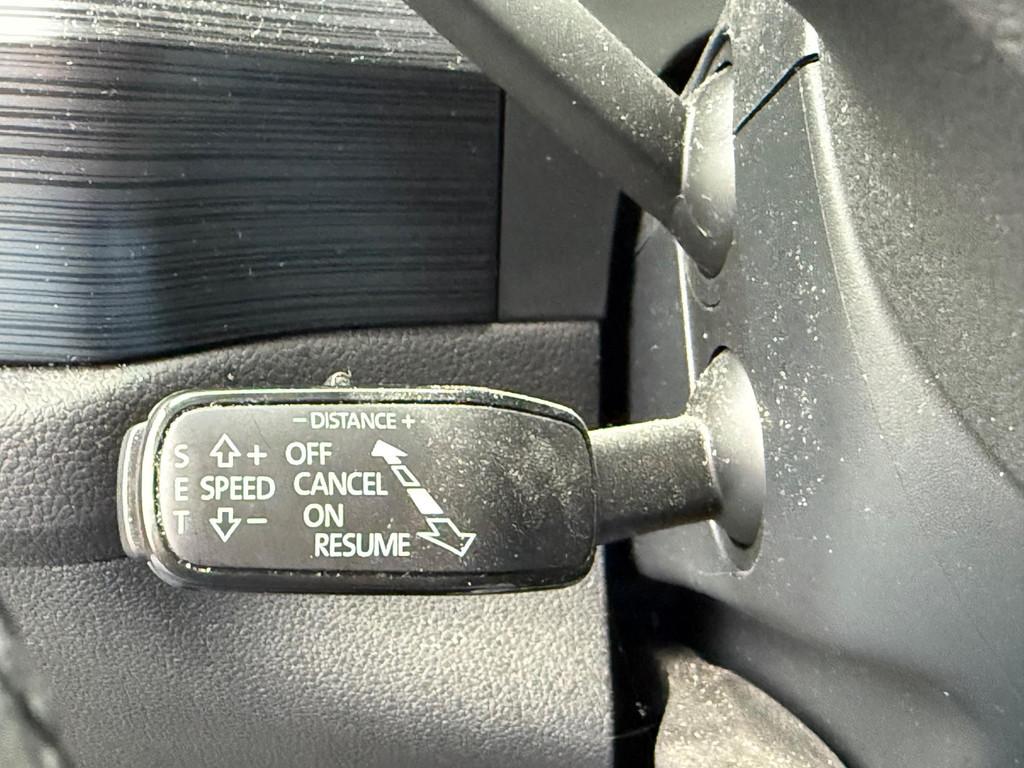 - DISTANCE +
S + OFF
E SPEED CANCEL
T - ON
RESUME